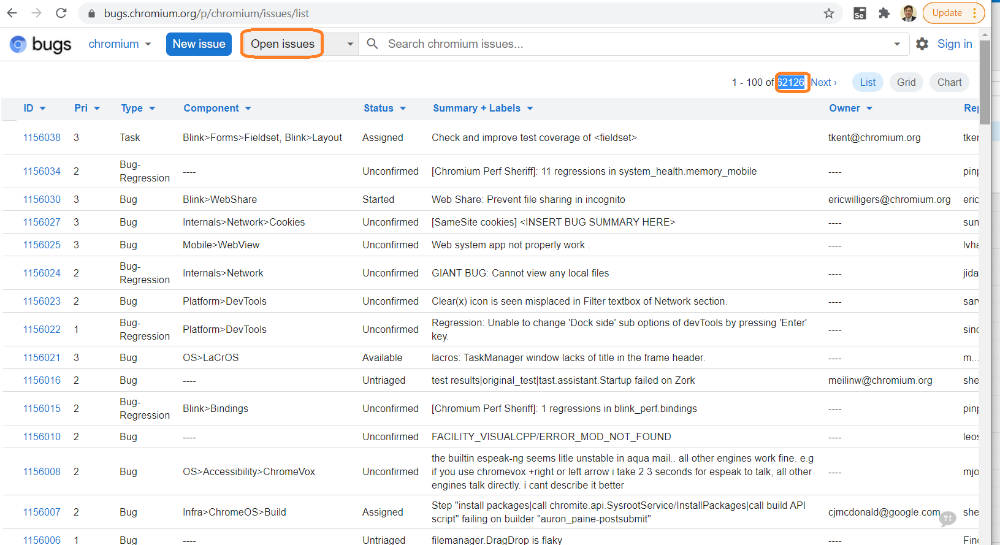 bugs.chromium.org/p/chromium/issues/list Se Update
bugs chromium New issue Open issues Search chromium issues... Sign in
1 - 100 of 62126 Next › List Grid Chart
ID Pri Type Component Status Summary + Labels Owner Rep
1156038 3 Task Blink>Forms>Fieldset, Blink>Layout Assigned Check and improve test coverage of <fieldset> tkent@chromium.org tken
1156034 2 Bug-
Regression ---- Unconfirmed [Chromium Perf Sheriff]: 11 regressions in system_health.memory_mobile ---- pinp
1156030 3 Bug Blink>WebShare Started Web Share: Prevent file sharing in incognito ericwilligers@chromium.org eric
1156027 3 Bug Internals>Network>Cookies Unconfirmed [SameSite cookies] <INSERT BUG SUMMARY HERE> ---- sun
1156025 3 Bug Mobile>WebView Unconfirmed Web system app not properly work . ---- lvha
1156024 2 Bug-
Regression Internals>Network Unconfirmed GIANT BUG: Cannot view any local files ---- jida
1156023 2 Bug Platform>DevTools Unconfirmed Clear(x) icon is seen misplaced in Filter textbox of Network section. ---- sarv
1156022 1 Bug-
Regression Platform>DevTools Unconfirmed Regression: Unable to change 'Dock side' sub options of devTools by pressing 'Enter'
key. ---- sind
1156021 3 Bug OS>LaCrOS Available lacros: TaskManager window lacks of title in the frame header. ---- m...
1156016 2 Bug ---- Untriaged test results|original_test|tast.assistant.Startup failed on Zork meilinw@chromium.org she
1156015 2 Bug-
Regression Blink>Bindings Unconfirmed [Chromium Perf Sheriff]: 1 regressions in blink_perf.bindings ---- pinp
1156010 2 Bug ---- Unconfirmed FACILITY_VISUALCPP/ERROR_MOD_NOT_FOUND ---- leos
1156008 2 Bug OS>Accessibility>ChromeVox Unconfirmed the builtin espeak-ng seems litle unstable in aqua mail.. all other engines work fine. e.g
if you use chromevox +right or left arrow i take 2 3 seconds for espeak to talk, all other
engines talk directly. i cant describe it better ---- mjo
1156007 2 Bug Infra>ChromeOS>Build Assigned Step "install packages|call chromite.api.SysrootService/InstallPackages|call build API
script" failing on builder "auron_paine-postsubmit" cjmcdonald@google.com she
1156006 1 Bug ---- Untriaged filemanager.DragDrop is flaky ---- Find